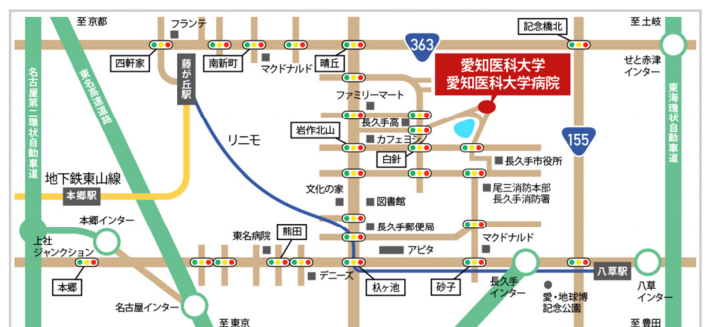 至 京都
フランテ
363
記念橋北
至 土岐
四軒家
南新町
マクドナルド
晴丘
愛知医科大学
愛知医科大学病院
せと赤津
インター
藤が丘駅
名古屋第二環状自動車道
東名高速道路
東海環状自動車道
ファミリーマート
長久手高
リニモ
岩作北山
カフェヨシノ
白針
155
長久手市役所
地下鉄東山線
本郷駅
文化の家
図書館
尾三消防本部
長久手消防署
本郷インター
長久手郵便局
上社
ジャンクション
東名病院
熊田
アピタ
マクドナルド
デニーズ
本郷
杁ヶ池
砂子
長久手
インター
八草駅
八草
インター
愛・地球博
記念公園
名古屋インター
至 東京
至 豊田